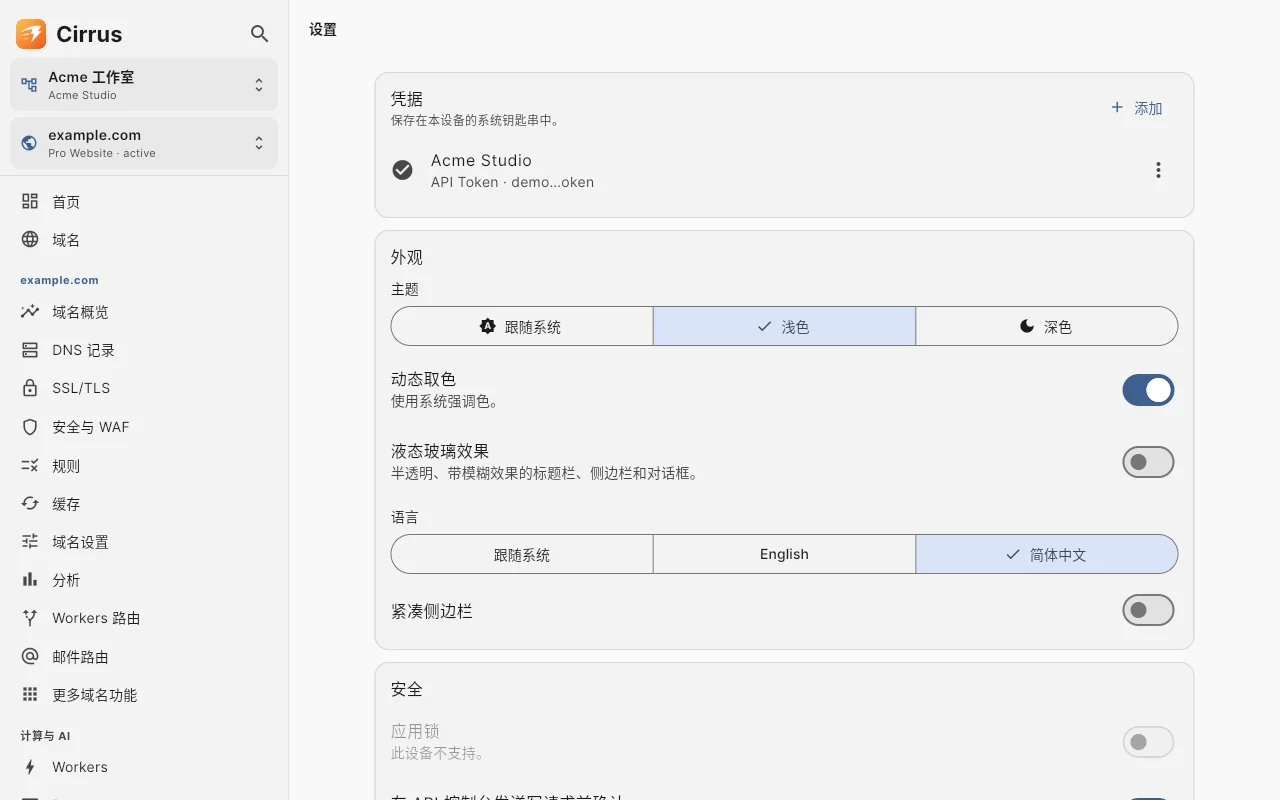 Cirrus
Acme 工作室
Acme Studio
example.com
Pro Website · active
首页
域名
example.com
域名概览
DNS 记录
SSL/TLS
安全与 WAF
规则
缓存
域名设置
分析
Workers 路由
邮件路由
更多域名功能
计算与 AI
Workers
设置
凭据
保存在本设备的系统钥匙串中。
添加
Acme Studio
API Token · demo...oken
外观
主题
跟随系统
浅色
深色
动态取色
使用系统强调色。
液态玻璃效果
半透明、带模糊效果的标题栏、侧边栏和对话框。
语言
跟随系统
English
简体中文
紧凑侧边栏
安全
应用锁
此设备不支持。